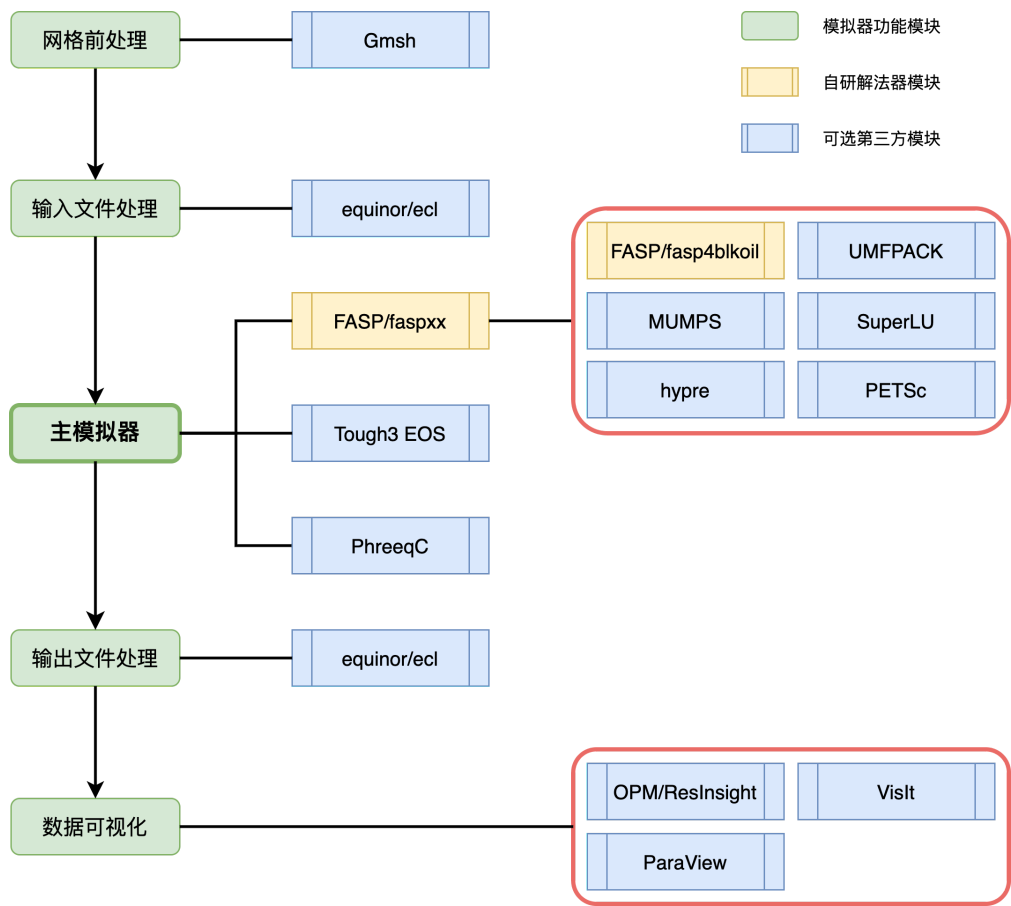 网格前处理
Gmsh
模拟器功能模块
自研解法器模块
可选第三方模块
输入文件处理
equinor/ecl
FASP/fasp4blkoil
UMFPACK
FASP/faspxx
MUMPS
SuperLU
hypre
PETSc
主模拟器
Tough3 EOS
PhreeqC
输出文件处理
equinor/ecl
OPM/ResInsight
VisIt
数据可视化
ParaView